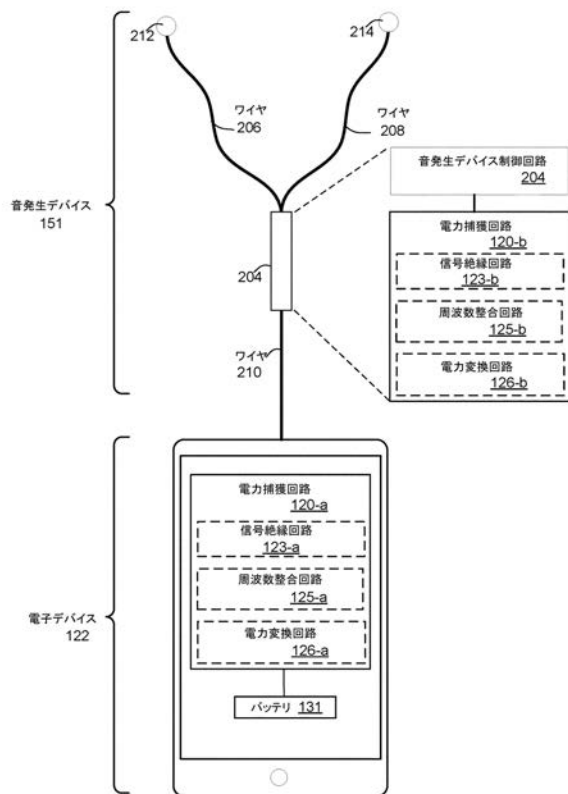 212
214
ワイヤ
206
ワイヤ
208
音発生デバイス制御回路
204
音発生デバイス
151
204
電力捕獲回路
120-b
信号絶縁回路
123-b
周波数整合回路
125-b
電力変換回路
126-b
ワイヤ
210
電力捕獲回路
120-a
信号絶縁回路
123-a
周波数整合回路
125-a
電子デバイス
122
電力変換回路
126-a
バッテリ 131